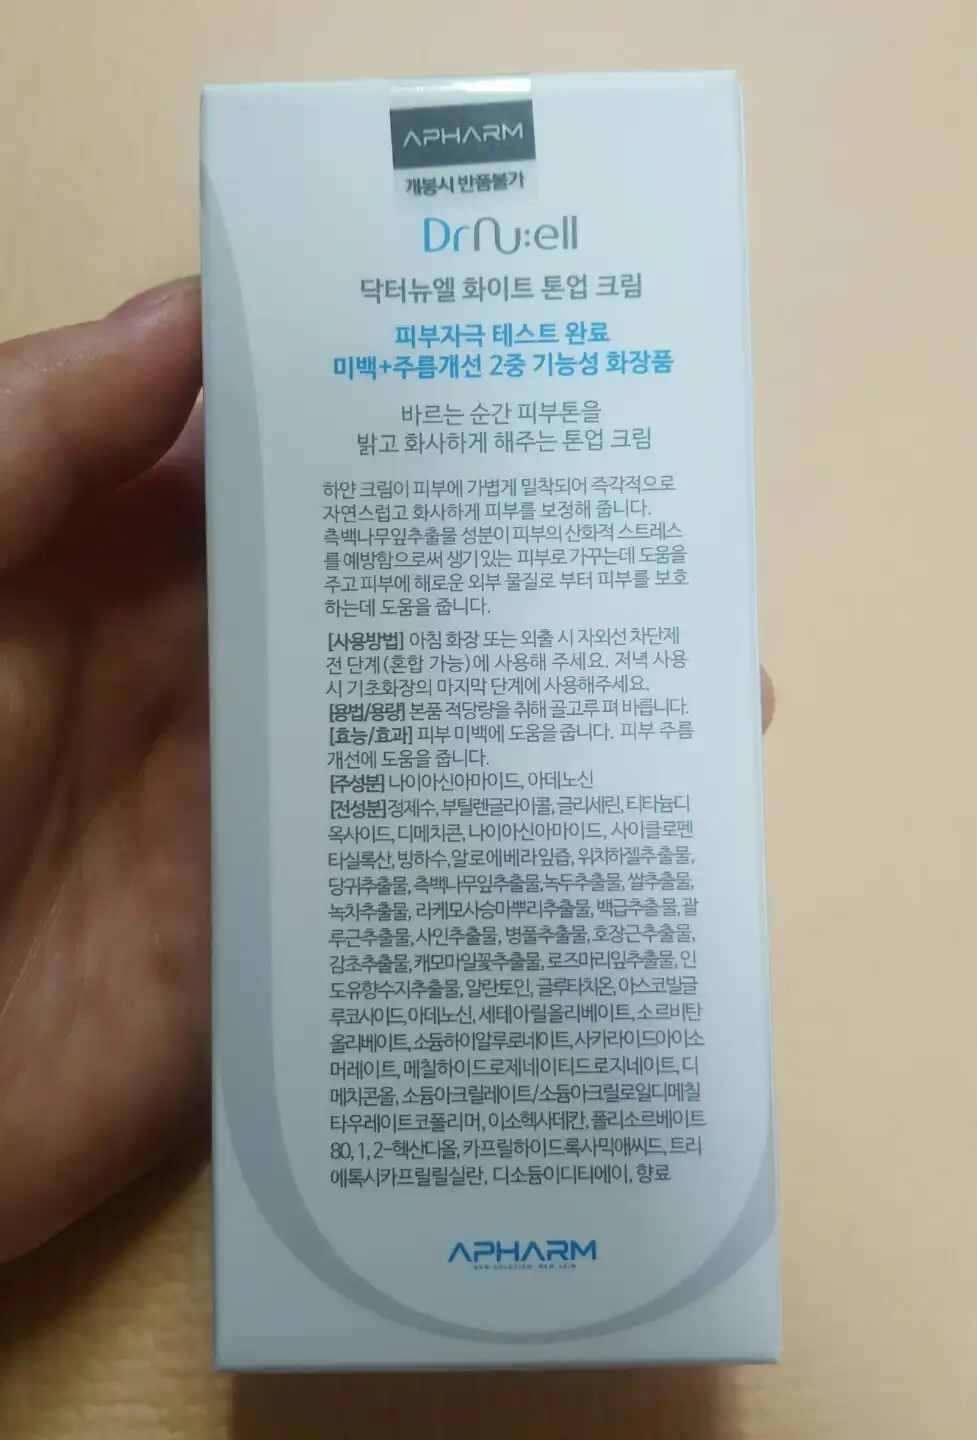 APHARM
개봉시 반품불가
DrNu:ell
닥터뉴엘 화이트 톤업 크림
피부자극 테스트 완료
미백+주름개선 2중 기능성 화장품
바르는 순간 피부톤을
밝고 화사하게 해주는 톤업 크림
하얀 크림이 피부에 가볍게 밀착되어 즉각적으로
자연스럽고 화사하게 피부를 보정해 줍니다.
측백나무잎추출물 성분이 피부의 산화적 스트레스
를 예방함으로써 생기있는 피부로 가꾸는데 도움을
주고 피부에 해로운 외부 물질로 부터 피부를 보호
하는데 도움을 줍니다.
[사용방법] 아침 화장 또는 외출 시 자외선 차단제
전 단계(혼합 가능)에 사용해 주세요. 저녁 사용
시 기초화장의 마지막 단계에 사용해주세요.
[용법/용량] 본품 적당량을 취해 골고루 펴 바릅니다.
[효능/효과] 피부 미백에 도움을 줍니다. 피부 주름
개선에 도움을 줍니다.
[주성분] 나이아신아마이드, 아데노신
[전성분] 정제수, 부틸렌글라이콜, 글리세린, 티타늄디
옥사이드, 디메치콘, 나이아신아마이드, 사이클로펜
타실록산, 빙하수, 알로에베라잎즙, 위치하젤추출물,
당귀추출물, 측백나무잎추출물, 녹두추출물, 쌀추출물,
녹차추출물, 라케모사승마뿌리추출물, 백급추출물, 괄
루근추출물, 사인추출물, 병풀추출물, 호장근추출물,
감초추출물, 캐모마일꽃추출물, 로즈마리잎추출물, 인
도유향수지추출물, 알란토인, 글루타치온, 아스코빌글
루코사이드, 아데노신, 세테아릴올리베이트, 소르비탄
올리베이트, 소듐하이알루로네이트, 사카라이드아이소
머레이트, 메칠하이드로제네이티드로지네이트, 디
메치콘올, 소듐아크릴레이트/소듐아크릴로일디메칠
타우레이트코폴리머, 이소헥사데칸, 폴리소르베이트
80, 1, 2-헥산디올, 카프릴하이드록사믹애씨드, 트리
에톡시카프릴릴실란, 디소듐이디티에이, 향료
APHARM
NEW SOLUTION, NEW SKIN